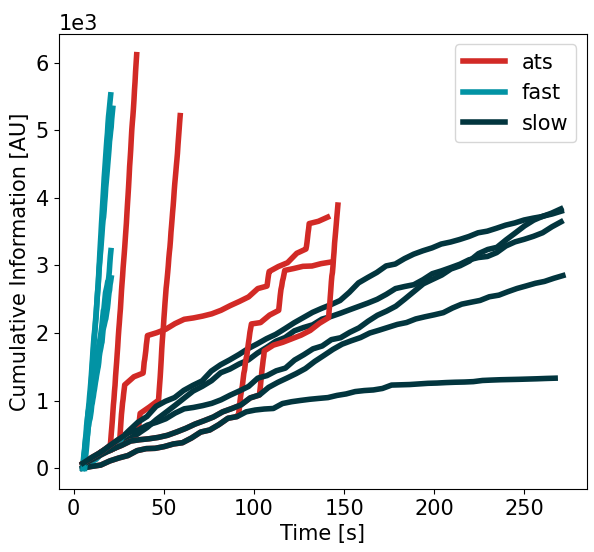 1e3
6
5
4
3
2
1
0
Cumulative Information [AU]
ats
fast
slow
0 50 100 150 200 250
Time [s]